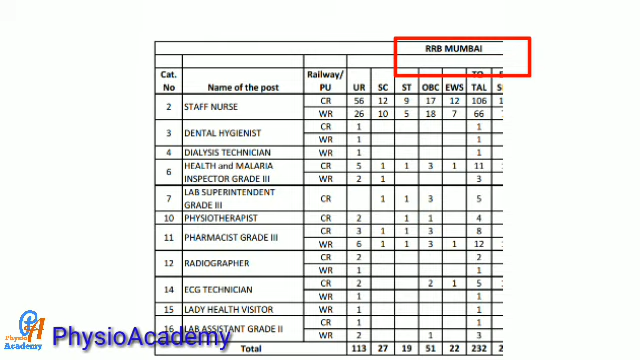 RRB MUMBAI
Cat. No Name of the post Railway/ PU UR SC ST OBC EWS TO TAL
2 STAFF NURSE CR 56 12 9 17 12 106
WR 26 10 5 18 7 66
3 DENTAL HYGIENIST CR 1 1
WR 1 1
4 DIALYSIS TECHNICIAN WR 1 1
6 HEALTH and MALARIA INSPECTOR GRADE III CR 5 1 1 3 1 11
WR 2 1 3
7 LAB SUPERINTENDENT GRADE III CR 1 1 3 5
10 PHYSIOTHERAPIST CR 2 1 1 4
11 PHARMACIST GRADE III CR 3 1 1 3 8
WR 6 1 1 3 1 12
12 RADIOGRAPHER CR 2 2
WR 1 1
14 ECG TECHNICIAN CR 2 2 1 5
WR 1 1
15 LADY HEALTH VISITOR WR 1 1
16 LAB ASSISTANT GRADE II CR 1 1
WR 2 1 3
Total 113 27 19 51 22 232
Physio
Academy
PhysioAcademy